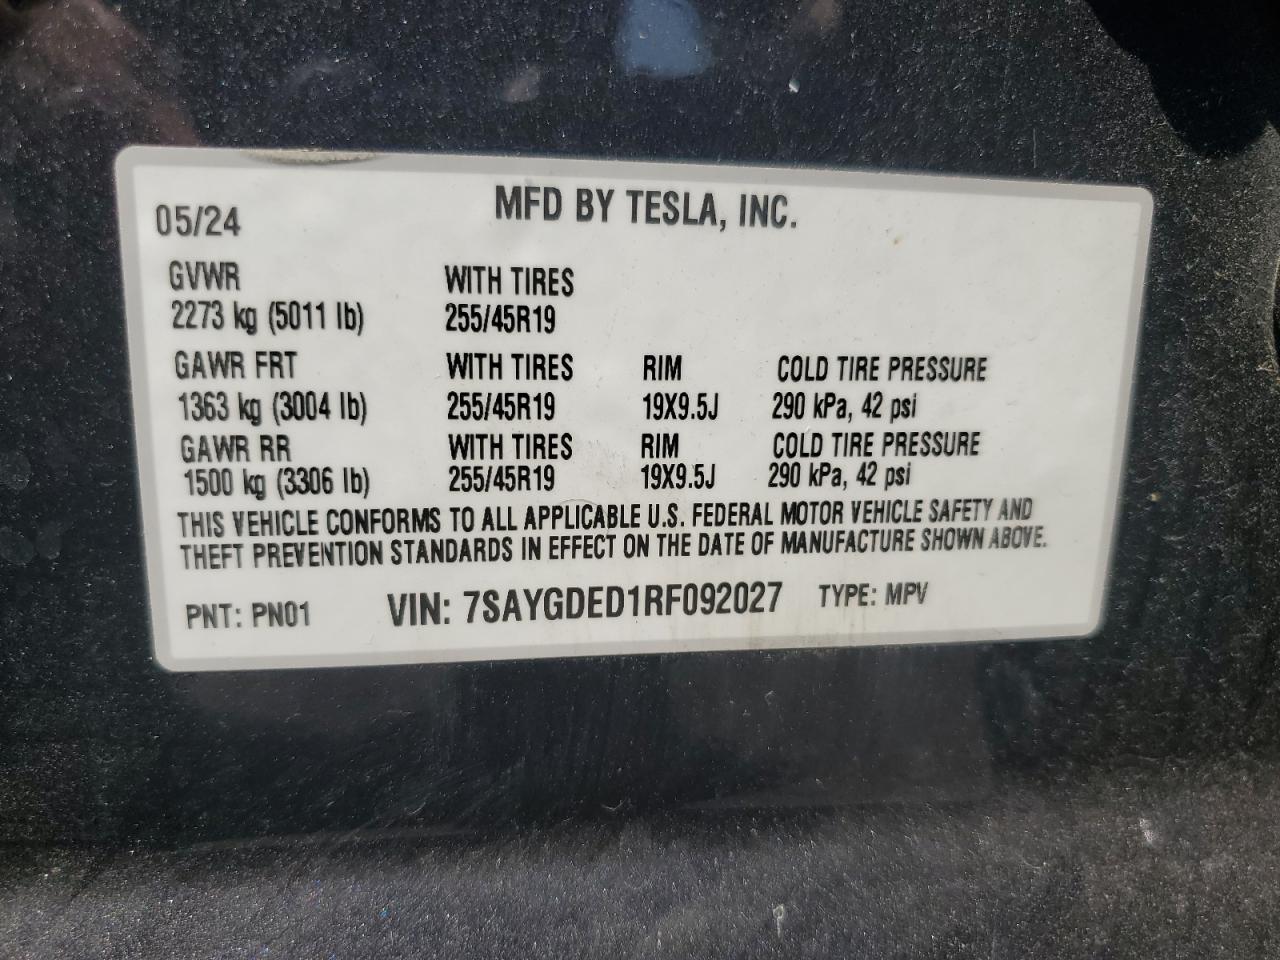 MFD BY TESLA, INC.
05/24
GVWR WITH TIRES
2273 kg (5011 lb) 255/45R19
GAWR FRT WITH TIRES RIM COLD TIRE PRESSURE
1363 kg (3004 lb) 255/45R19 19X9.5J 290 kPa, 42 psi
GAWR RR WITH TIRES RIM COLD TIRE PRESSURE
1500 kg (3306 lb) 255/45R19 19X9.5J 290 kPa, 42 psi
THIS VEHICLE CONFORMS TO ALL APPLICABLE U.S. FEDERAL MOTOR VEHICLE SAFETY AND
THEFT PREVENTION STANDARDS IN EFFECT ON THE DATE OF MANUFACTURE SHOWN ABOVE.
PNT: PN01 VIN: 7SAYGDED1RF092027 TYPE: MPV